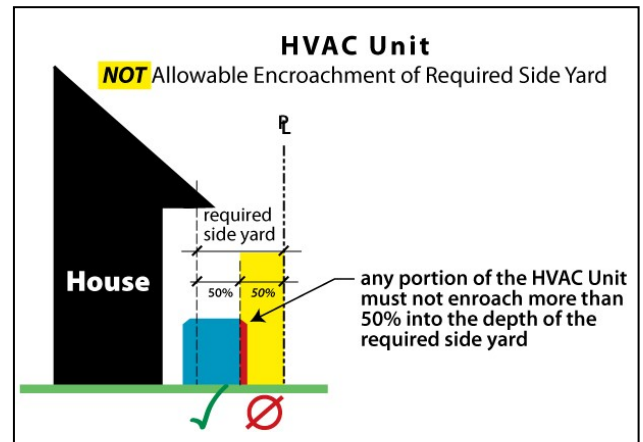 HVAC Unit
NOT Allowable Encroachment of Required Side Yard
PL
required
side yard
House
50% 50%
any portion of the HVAC Unit
must not enroach more than
50% into the depth of the
required side yard